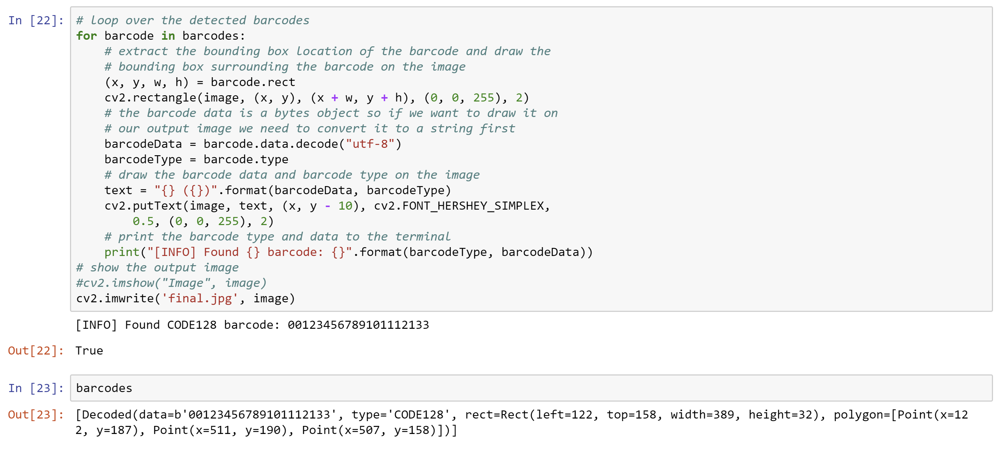 In [22]: # loop over the detected barcodes
for barcode in barcodes:
    # extract the bounding box location of the barcode and draw the
    # bounding box surrounding the barcode on the image
    (x, y, w, h) = barcode.rect
    cv2.rectangle(image, (x, y), (x + w, y + h), (0, 0, 255), 2)
    # the barcode data is a bytes object so if we want to draw it on
    # our output image we need to convert it to a string first
    barcodeData = barcode.data.decode("utf-8")
    barcodeType = barcode.type
    # draw the barcode data and barcode type on the image
    text = "{} ({})".format(barcodeData, barcodeType)
    cv2.putText(image, text, (x, y - 10), cv2.FONT_HERSHEY_SIMPLEX,
        0.5, (0, 0, 255), 2)
    # print the barcode type and data to the terminal
    print("[INFO] Found {} barcode: {}".format(barcodeType, barcodeData))
# show the output image
#cv2.imshow("Image", image)
cv2.imwrite('final.jpg', image)
[INFO] Found CODE128 barcode: 00123456789101112133
Out[22]: True
In [23]: barcodes
Out[23]: [Decoded(data=b'00123456789101112133', type='CODE128', rect=Rect(left=122, top=158, width=389, height=32), polygon=[Point(x=12
2, y=187), Point(x=511, y=190), Point(x=507, y=158)])]